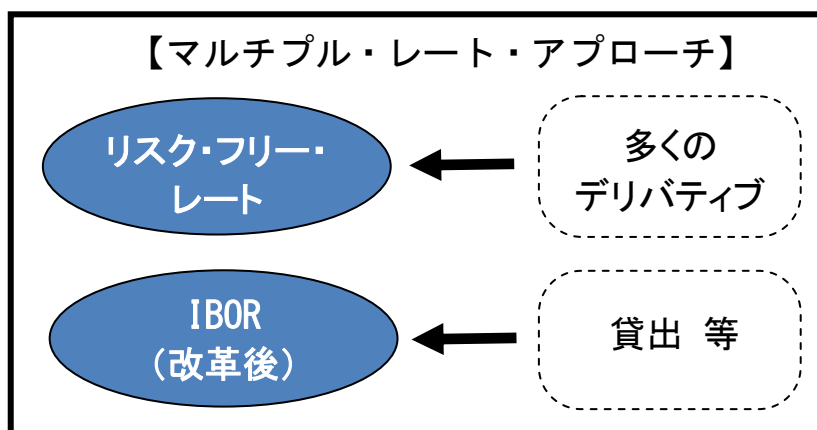 【マルチプル・レート・アプローチ】
リスク・フリー・
レート
多くの
デリバティブ
IBOR
（改革後）
貸出 等